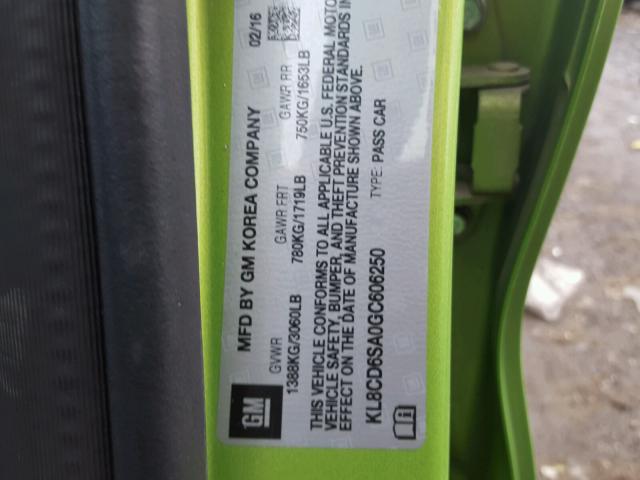 GM
MFD BY GM KOREA COMPANY 02/16
GVWR GAWR FRT GAWR RR
1388KG/3060LB 780KG/1719LB 750KG/1653LB
THIS VEHICLE CONFORMS TO ALL APPLICABLE U.S. FEDERAL MOTO
VEHICLE SAFETY, BUMPER, AND THEFT PREVENTION STANDARDS IN
EFFECT ON THE DATE OF MANUFACTURE SHOWN ABOVE.
KL8CD6SA0GC606250 TYPE: PASS CAR